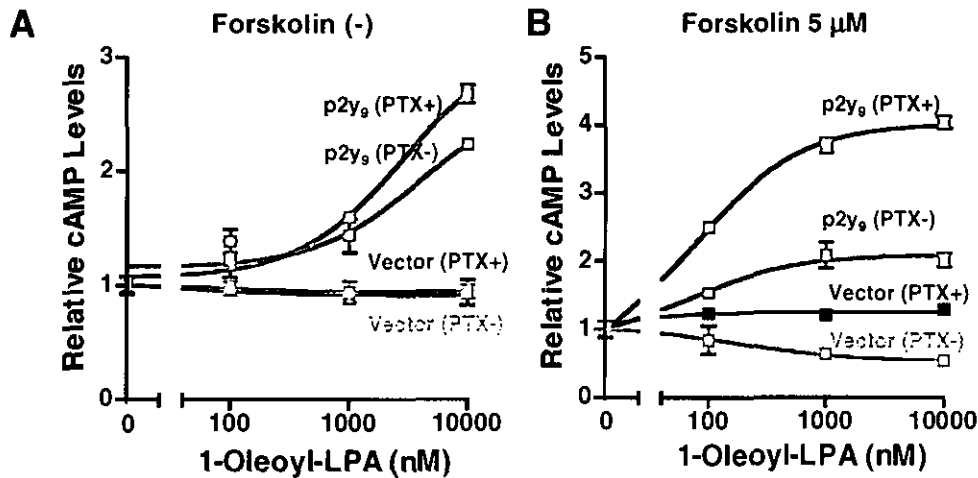 A Forskolin (-)
Relative cAMP Levels
3
2
1
0
p2y₉ (PTX+)
p2y₉ (PTX-)
Vector (PTX+)
Vector (PTX-)
0 100 1000 10000
1-Oleoyl-LPA (nM)
B Forskolin 5 µM
Relative cAMP Levels
5
4
3
2
1
0
p2y₉ (PTX+)
p2y₉ (PTX-)
Vector (PTX+)
Vector (PTX-)
0 100 1000 10000
1-Oleoyl-LPA (nM)